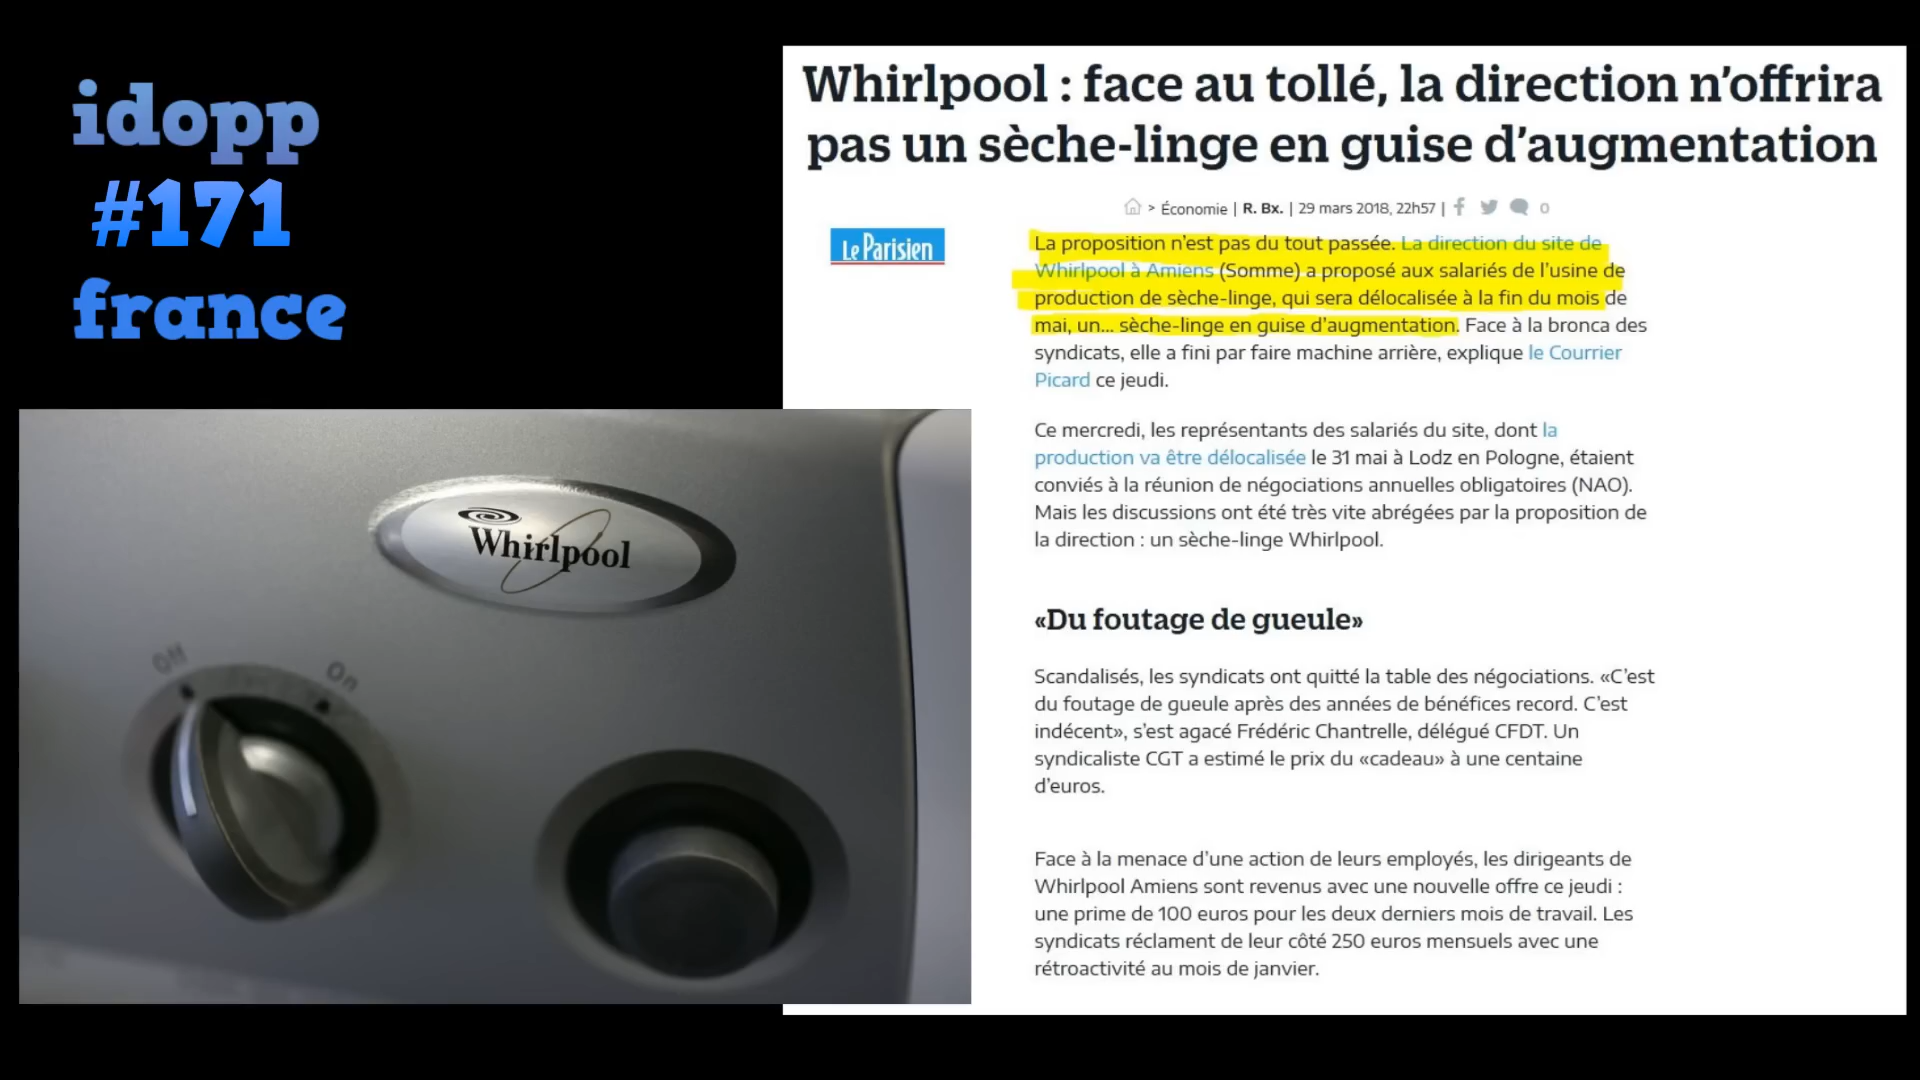 idopp
#171
france
Whirlpool : face au tollé, la direction n’offrira
pas un sèche-linge en guise d’augmentation
> Économie | R. Bx. | 29 mars 2018, 22h57 | 0
Le Parisien
La proposition n’est pas du tout passée. La direction du site de
Whirlpool à Amiens (Somme) a proposé aux salariés de l’usine de
production de sèche-linge, qui sera délocalisée à la fin du mois de
mai, un... sèche-linge en guise d’augmentation. Face à la bronca des
syndicats, elle a fini par faire machine arrière, explique le Courrier
Picard ce jeudi.
Ce mercredi, les représentants des salariés du site, dont la
production va être délocalisée le 31 mai à Lodz en Pologne, étaient
conviés à la réunion de négociations annuelles obligatoires (NAO).
Mais les discussions ont été très vite abrégées par la proposition de
la direction : un sèche-linge Whirlpool.
«Du foutage de gueule»
Scandalisés, les syndicats ont quitté la table des négociations. «C’est
du foutage de gueule après des années de bénéfices record. C’est
indécent», s’est agacé Frédéric Chantrelle, délégué CFDT. Un
syndicaliste CGT a estimé le prix du «cadeau» à une centaine
d’euros.
Face à la menace d’une action de leurs employés, les dirigeants de
Whirlpool Amiens sont revenus avec une nouvelle offre ce jeudi :
une prime de 100 euros pour les deux derniers mois de travail. Les
syndicats réclament de leur côté 250 euros mensuels avec une
rétroactivité au mois de janvier.
Whirlpool
Off
On